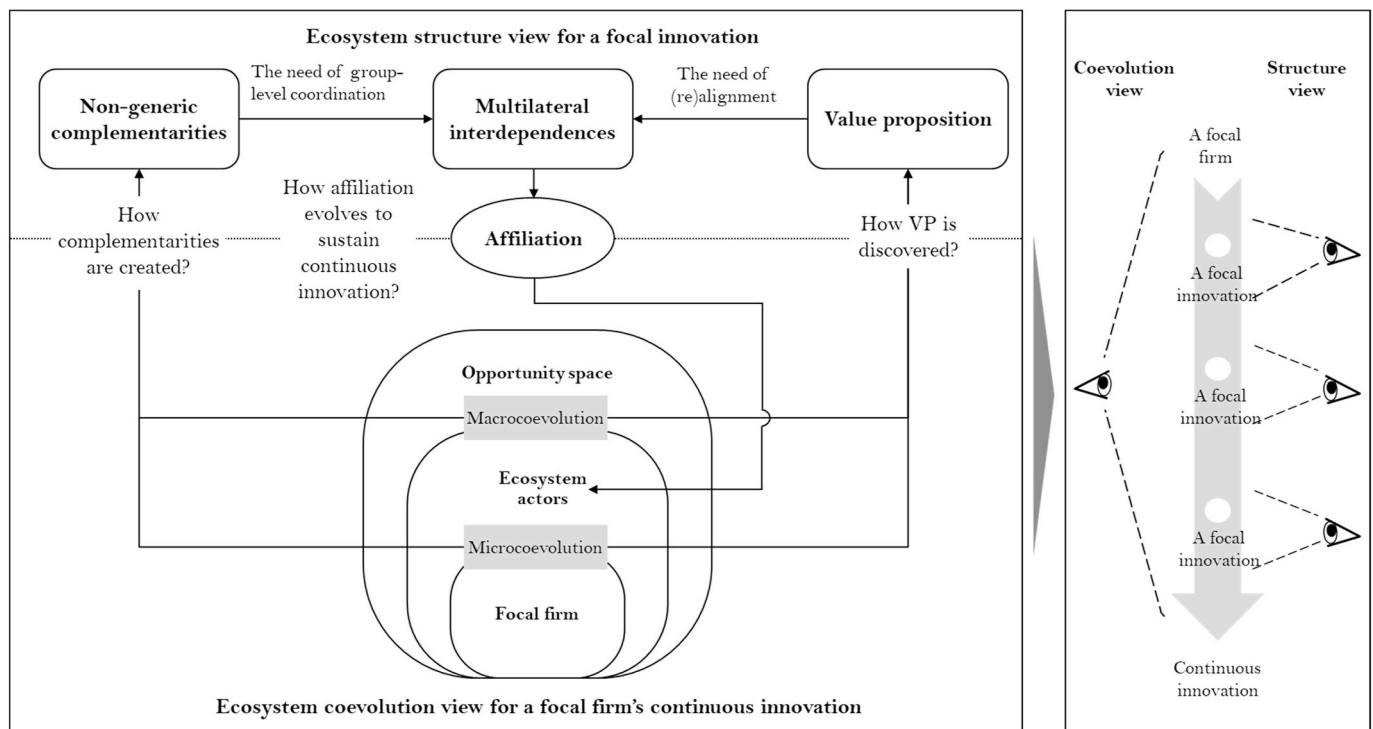 Ecosystem structure view for a focal innovation
Non-generic
complementarities
The need of group-
level coordination
Multilateral
interdependences
The need of
(re)alignment
Value proposition
How
complementarities
are created?
How affiliation
evolves to
sustain
continuous
innovation?
Affiliation
How VP is
discovered?
Opportunity space
Macrocoevolution
Ecosystem
actors
Microcoevolution
Focal firm
Ecosystem coevolution view for a focal firm's continuous innovation
Coevolution
view
Structure
view
A focal
firm
A focal
innovation
A focal
innovation
A focal
innovation
Continuous
innovation